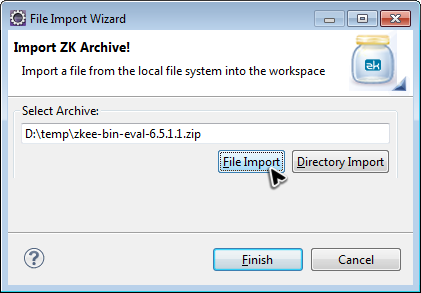 File Import Wizard
Import ZK Archive!
Import a file from the local file system into the workspace
zk
Select Archive:
D:\temp\zkee-bin-eval-6.5.1.1.zip
File Import
Directory Import
?
Finish
Cancel